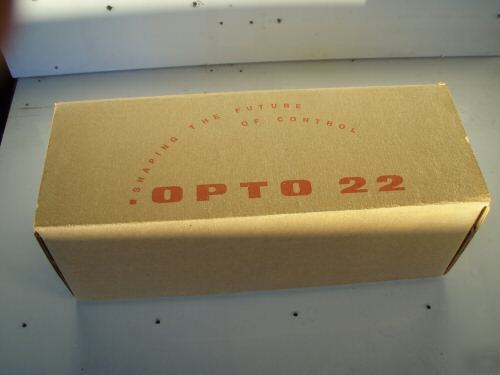 SHAPING THE FUTURE
OF CONTROL
OPTO 22